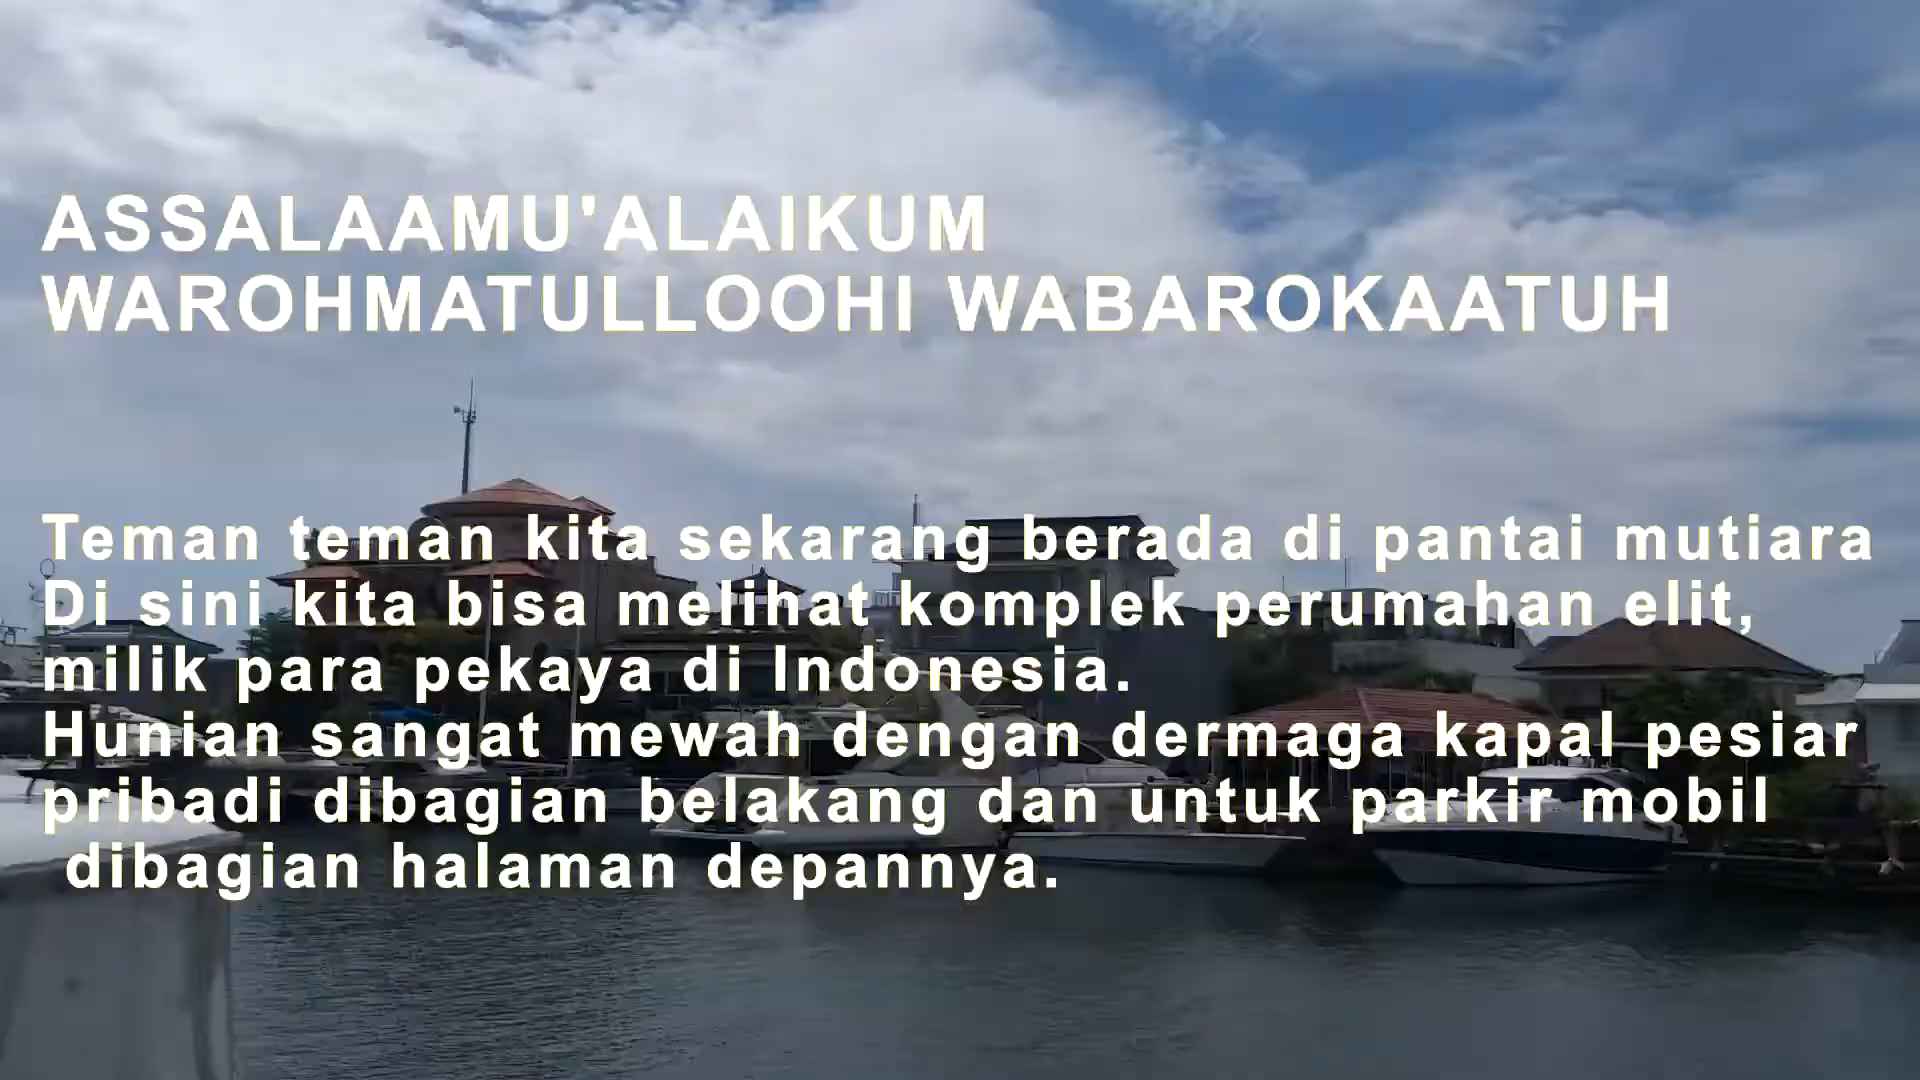 ASSALAAMU'ALAIKUM
WAROHMATULLOOHI WABAROKAATUH
Teman teman kita sekarang berada di pantai mutiara
Di sini kita bisa melihat komplek perumahan elit,
milik para pekaya di Indonesia.
Hunian sangat mewah dengan dermaga kapal pesiar
pribadi dibagian belakang dan untuk parkir mobil
dibagian halaman depannya.